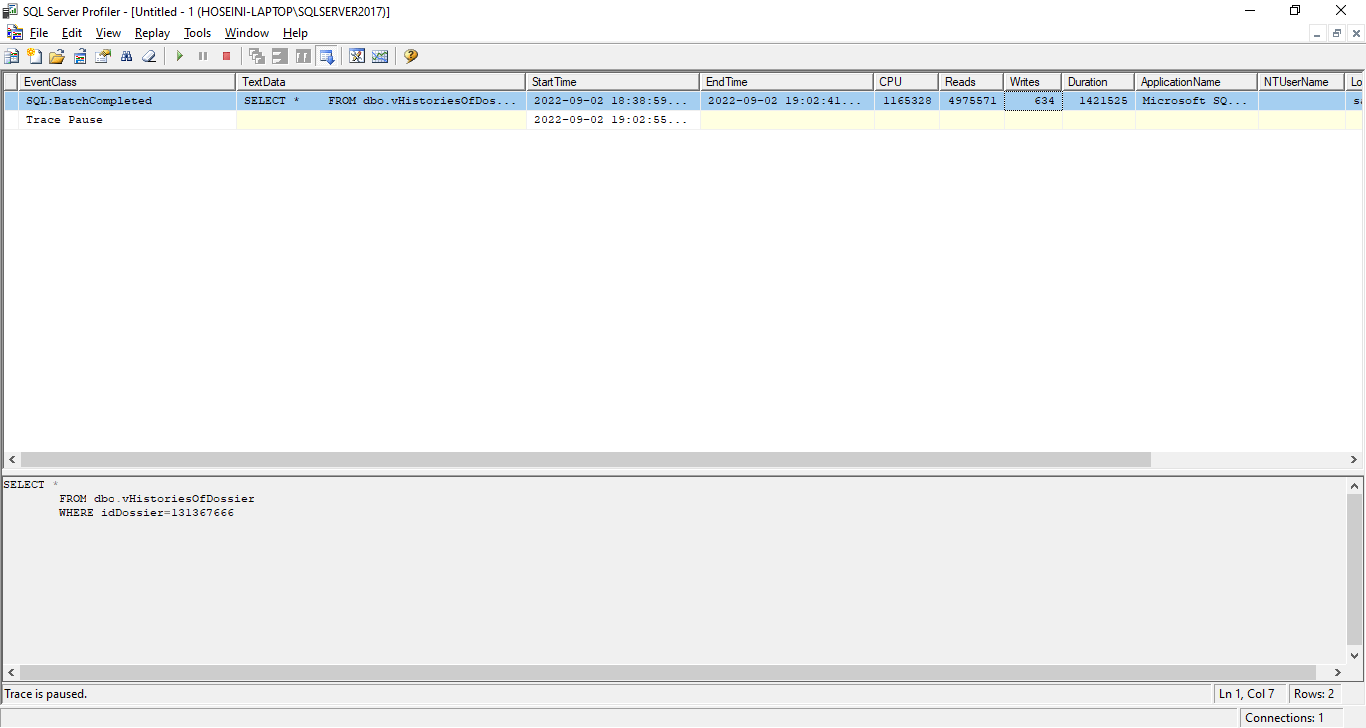 SQL Server Profiler - [Untitled - 1 (HOSEINI-LAPTOP\SQLSERVER2017)]
File Edit View Replay Tools Window Help
EventClass TextData StartTime EndTime CPU Reads Writes Duration ApplicationName NTUserName Lo
SQL:BatchCompleted SELECT * FROM dbo.vHistoriesOfDos... 2022-09-02 18:38:59... 2022-09-02 19:02:41... 1165328 4975571 634 1421525 Microsoft SQ... sa
Trace Pause 2022-09-02 19:02:55...
SELECT *
FROM dbo.vHistoriesOfDossier
WHERE idDossier=131367666
Trace is paused. Ln 1, Col 7 Rows: 2
Connections: 1